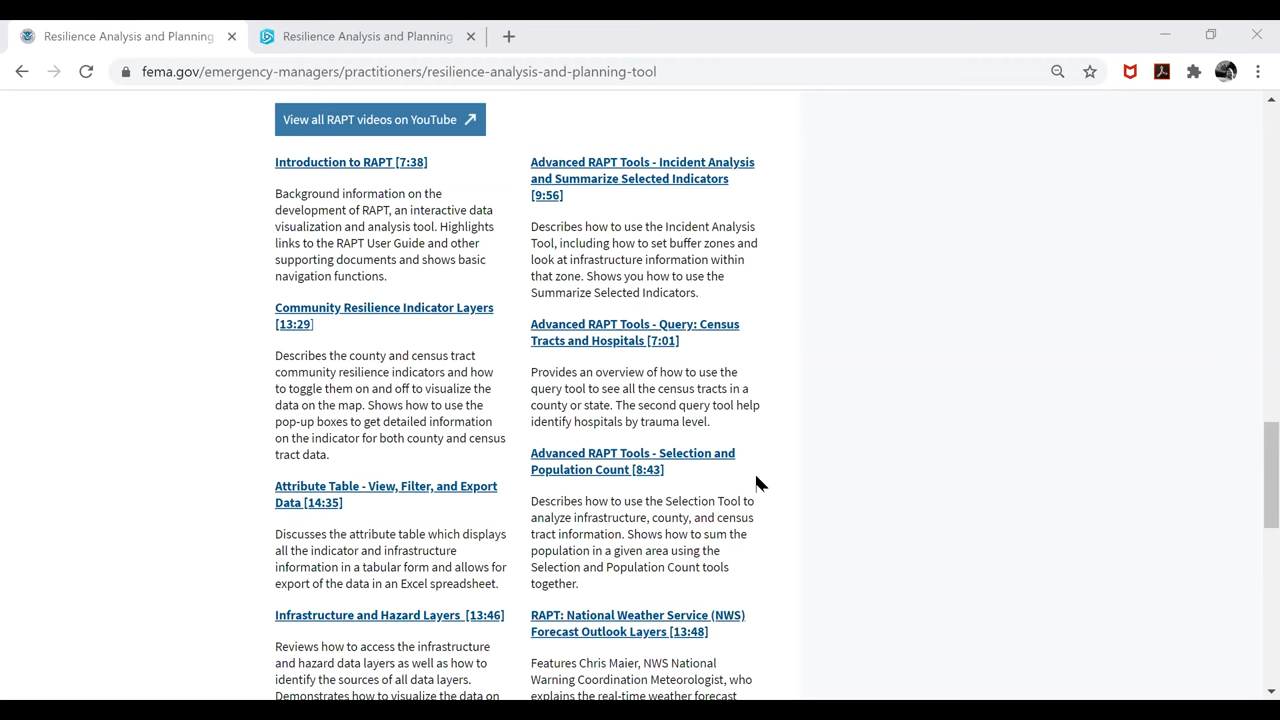 Resilience Analysis and Planning
Resilience Analysis and Planning
fema.gov/emergency-managers/practitioners/resilience-analysis-and-planning-tool
View all RAPT videos on YouTube
Introduction to RAPT [7:38]
Background information on the
development of RAPT, an interactive data
visualization and analysis tool. Highlights
links to the RAPT User Guide and other
supporting documents and shows basic
navigation functions.
Community Resilience Indicator Layers
[13:29]
Describes the county and census tract
community resilience indicators and how
to toggle them on and off to visualize the
data on the map. Shows how to use the
pop-up boxes to get detailed information
on the indicator for both county and census
tract data.
Attribute Table - View, Filter, and Export
Data [14:35]
Discusses the attribute table which displays
all the indicator and infrastructure
information in a tabular form and allows for
export of the data in an Excel spreadsheet.
Infrastructure and Hazard Layers [13:46]
Reviews how to access the infrastructure
and hazard data layers as well as how to
identify the sources of all data layers.
Demonstrates how to visualize the data on
Advanced RAPT Tools - Incident Analysis
and Summarize Selected Indicators
[9:56]
Describes how to use the Incident Analysis
Tool, including how to set buffer zones and
look at infrastructure information within
that zone. Shows you how to use the
Summarize Selected Indicators.
Advanced RAPT Tools - Query: Census
Tracts and Hospitals [7:01]
Provides an overview of how to use the
query tool to see all the census tracts in a
county or state. The second query tool help
identify hospitals by trauma level.
Advanced RAPT Tools - Selection and
Population Count [8:43]
Describes how to use the Selection Tool to
analyze infrastructure, county, and census
tract information. Shows how to sum the
population in a given area using the
Selection and Population Count tools
together.
RAPT: National Weather Service (NWS)
Forecast Outlook Layers [13:48]
Features Chris Maier, NWS National
Warning Coordination Meteorologist, who
explains the real-time weather forecast